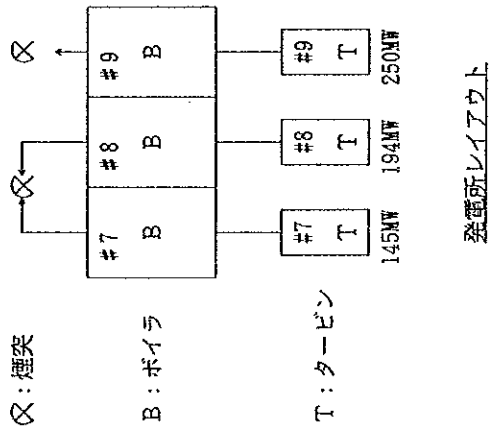 ⊗:煙突
B:ボイラ
T:タービン
#7 #8 #9
B B B
#7 #8 #9
T T T
145MW 194MW 250MW
発電所レイアウト